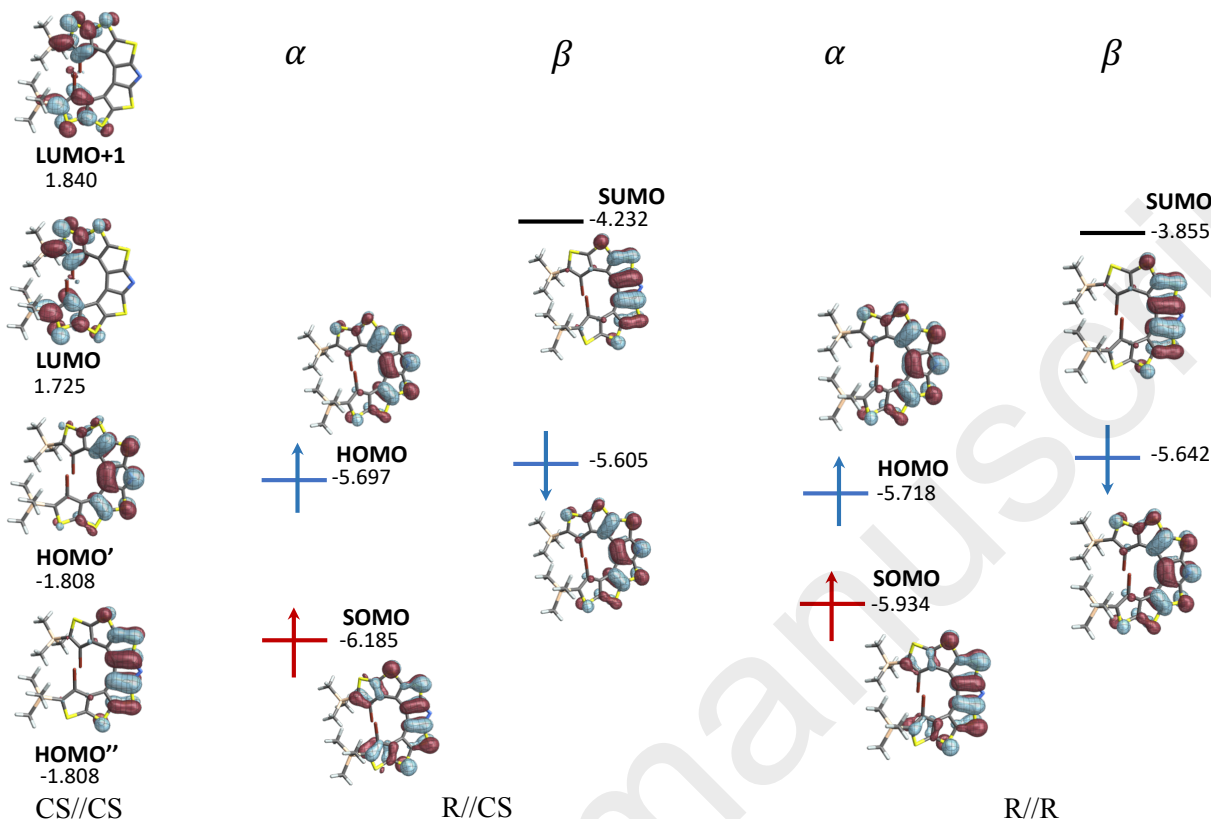 α
β
α
β
LUMO+1
1.840
SUMO
-4.232
SUMO
-3.855
LUMO
1.725
HOMO
-5.697
-5.605
HOMO
-5.718
-5.642
HOMO'
-1.808
SOMO
-6.185
SOMO
-5.934
HOMO''
-1.808
CS//CS
R//CS
R//R